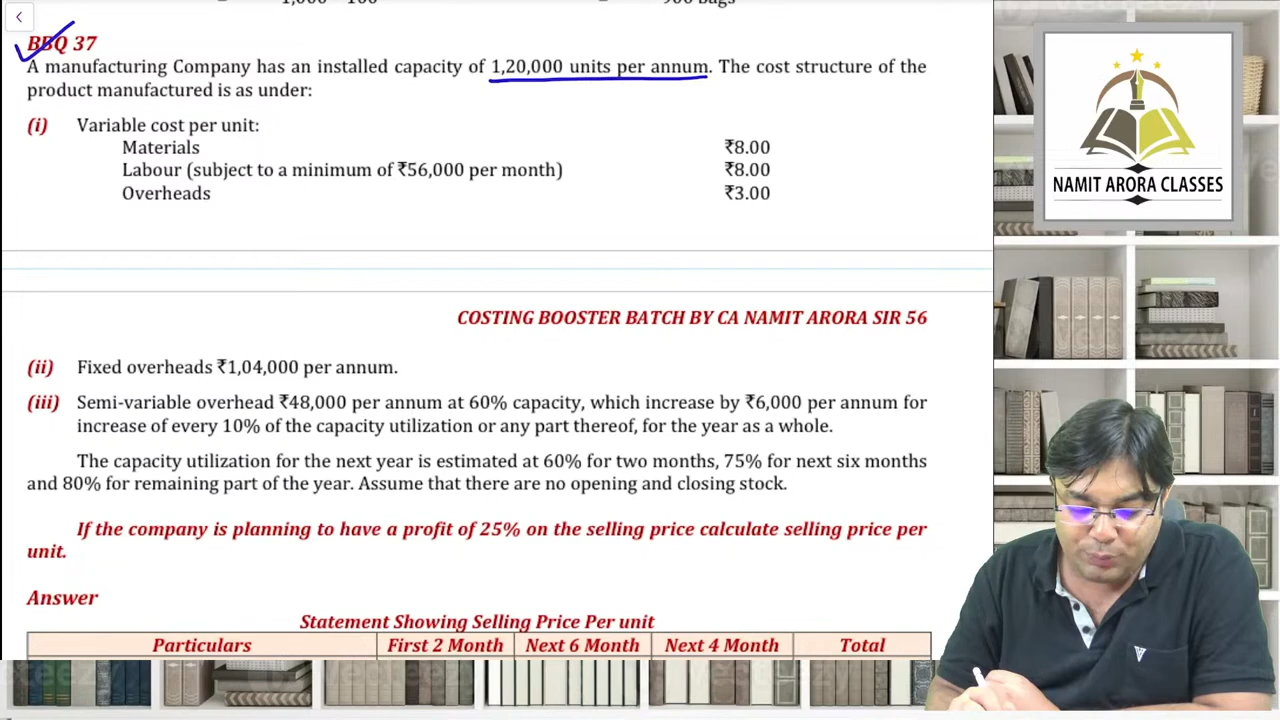 1,000 100
900 Bags
BBQ 37
A manufacturing Company has an installed capacity of 1,20,000 units per annum. The cost structure of the
product manufactured is as under:
(i) Variable cost per unit:
Materials ₹8.00
Labour (subject to a minimum of ₹56,000 per month) ₹8.00
Overheads ₹3.00
COSTING BOOSTER BATCH BY CA NAMIT ARORA SIR 56
(ii) Fixed overheads ₹1,04,000 per annum.
(iii) Semi-variable overhead ₹48,000 per annum at 60% capacity, which increase by ₹6,000 per annum for
increase of every 10% of the capacity utilization or any part thereof, for the year as a whole.
The capacity utilization for the next year is estimated at 60% for two months, 75% for next six months
and 80% for remaining part of the year. Assume that there are no opening and closing stock.
If the company is planning to have a profit of 25% on the selling price calculate selling price per
unit.
Answer
Statement Showing Selling Price Per unit
Particulars First 2 Month Next 6 Month Next 4 Month Total
NAMIT ARORA CLASSES